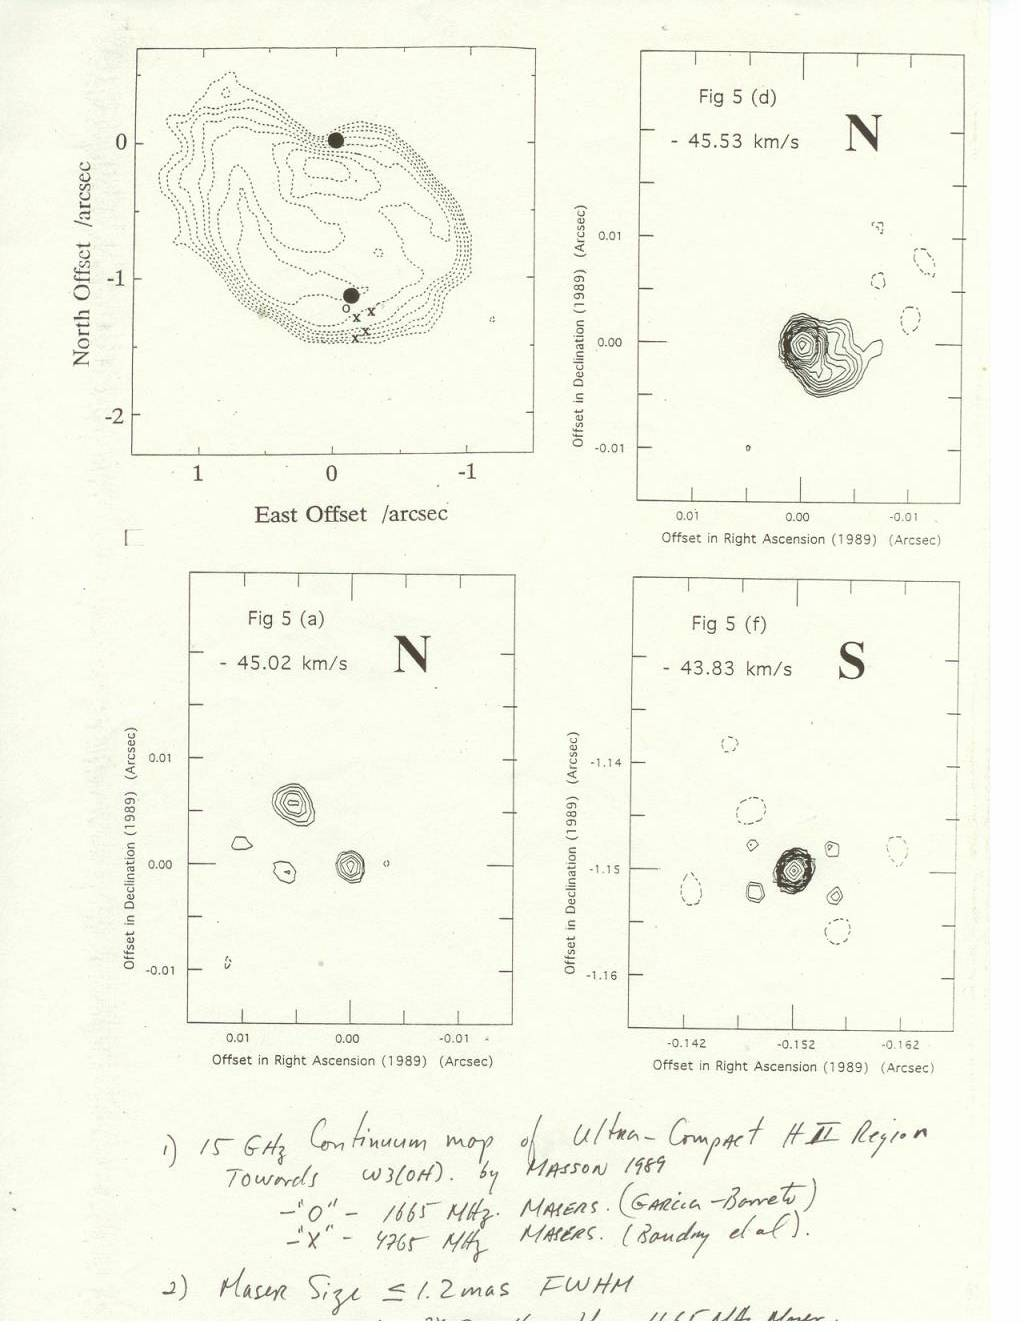 0
-1
-2
North Offset /arcsec
1 0 -1
East Offset /arcsec
Fig 5 (d)
- 45.53 km/s
N
0.01
0.00
-0.01
Offset in Declination (1989) (Arcsec)
0.01 0.00 -0.01
Offset in Right Ascension (1989) (Arcsec)
Fig 5 (a)
- 45.02 km/s
N
0.01
0.00
-0.01
Offset in Declination (1989) (Arcsec)
0.01 0.00 -0.01
Offset in Right Ascension (1989) (Arcsec)
Fig 5 (f)
- 43.83 km/s
S
-1.14
-1.15
-1.16
Offset in Declination (1989) (Arcsec)
-0.142 -0.152 -0.162
Offset in Right Ascension (1989) (Arcsec)
1) 15 GHz Continuum map of Ultra-Compact H II Region
Towards W3(OH). by MASSON 1989
-"O" - 1665 MHz. MASERS. (GARCia-Barreto)
-"X" - 4765 MHz MASERS. (Baudry et al).
2) Maser Size ≤ 1.2 mas FWHM
1665 MHz Maser.